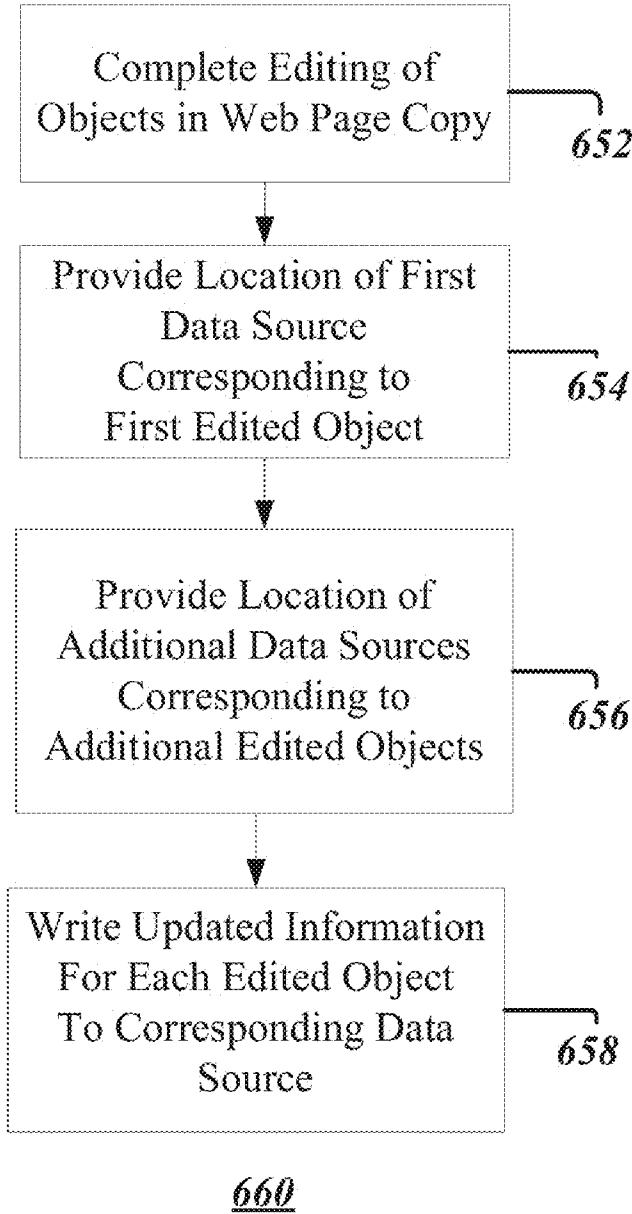 Complete Editing of
Objects in Web Page Copy
652
Provide Location of First
Data Source
Corresponding to
First Edited Object
654
Provide Location of
Additional Data Sources
Corresponding to
Additional Edited Objects
656
Write Updated Information
For Each Edited Object
To Corresponding Data
Source
658
660